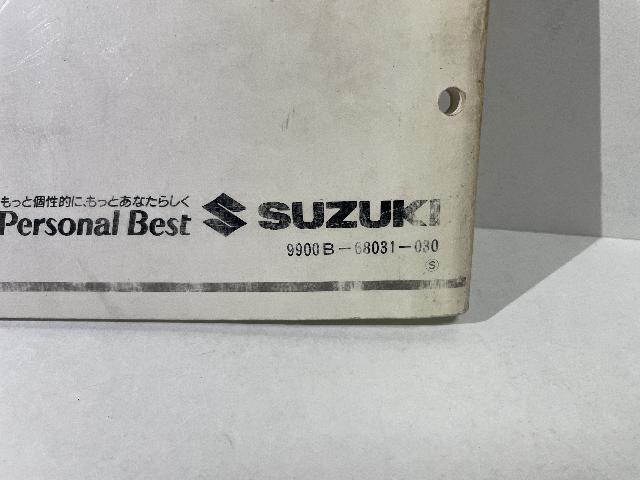 もっと個性的に、もっとあなたらしく
Personal Best SUZUKI
9900B-68031-030
S